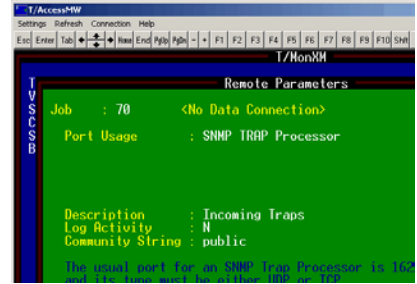 T/AccessMW
Settings Refresh Connection Help
Esc Enter Tab Home End PgUp PgDn - + F1 F2 F3 F4 F5 F6 F7 F8 F9 F10 Shft
T/MonXM
Remote Parameters
T
V
S
C
S
B
Job : 70 <No Data Connection>
Port Usage : SNMP TRAP Processor
Description : Incoming Traps
Log Activity : N
Community String : public
The usual port for an SNMP Trap Processor is
and its type must be either UDP or TCP